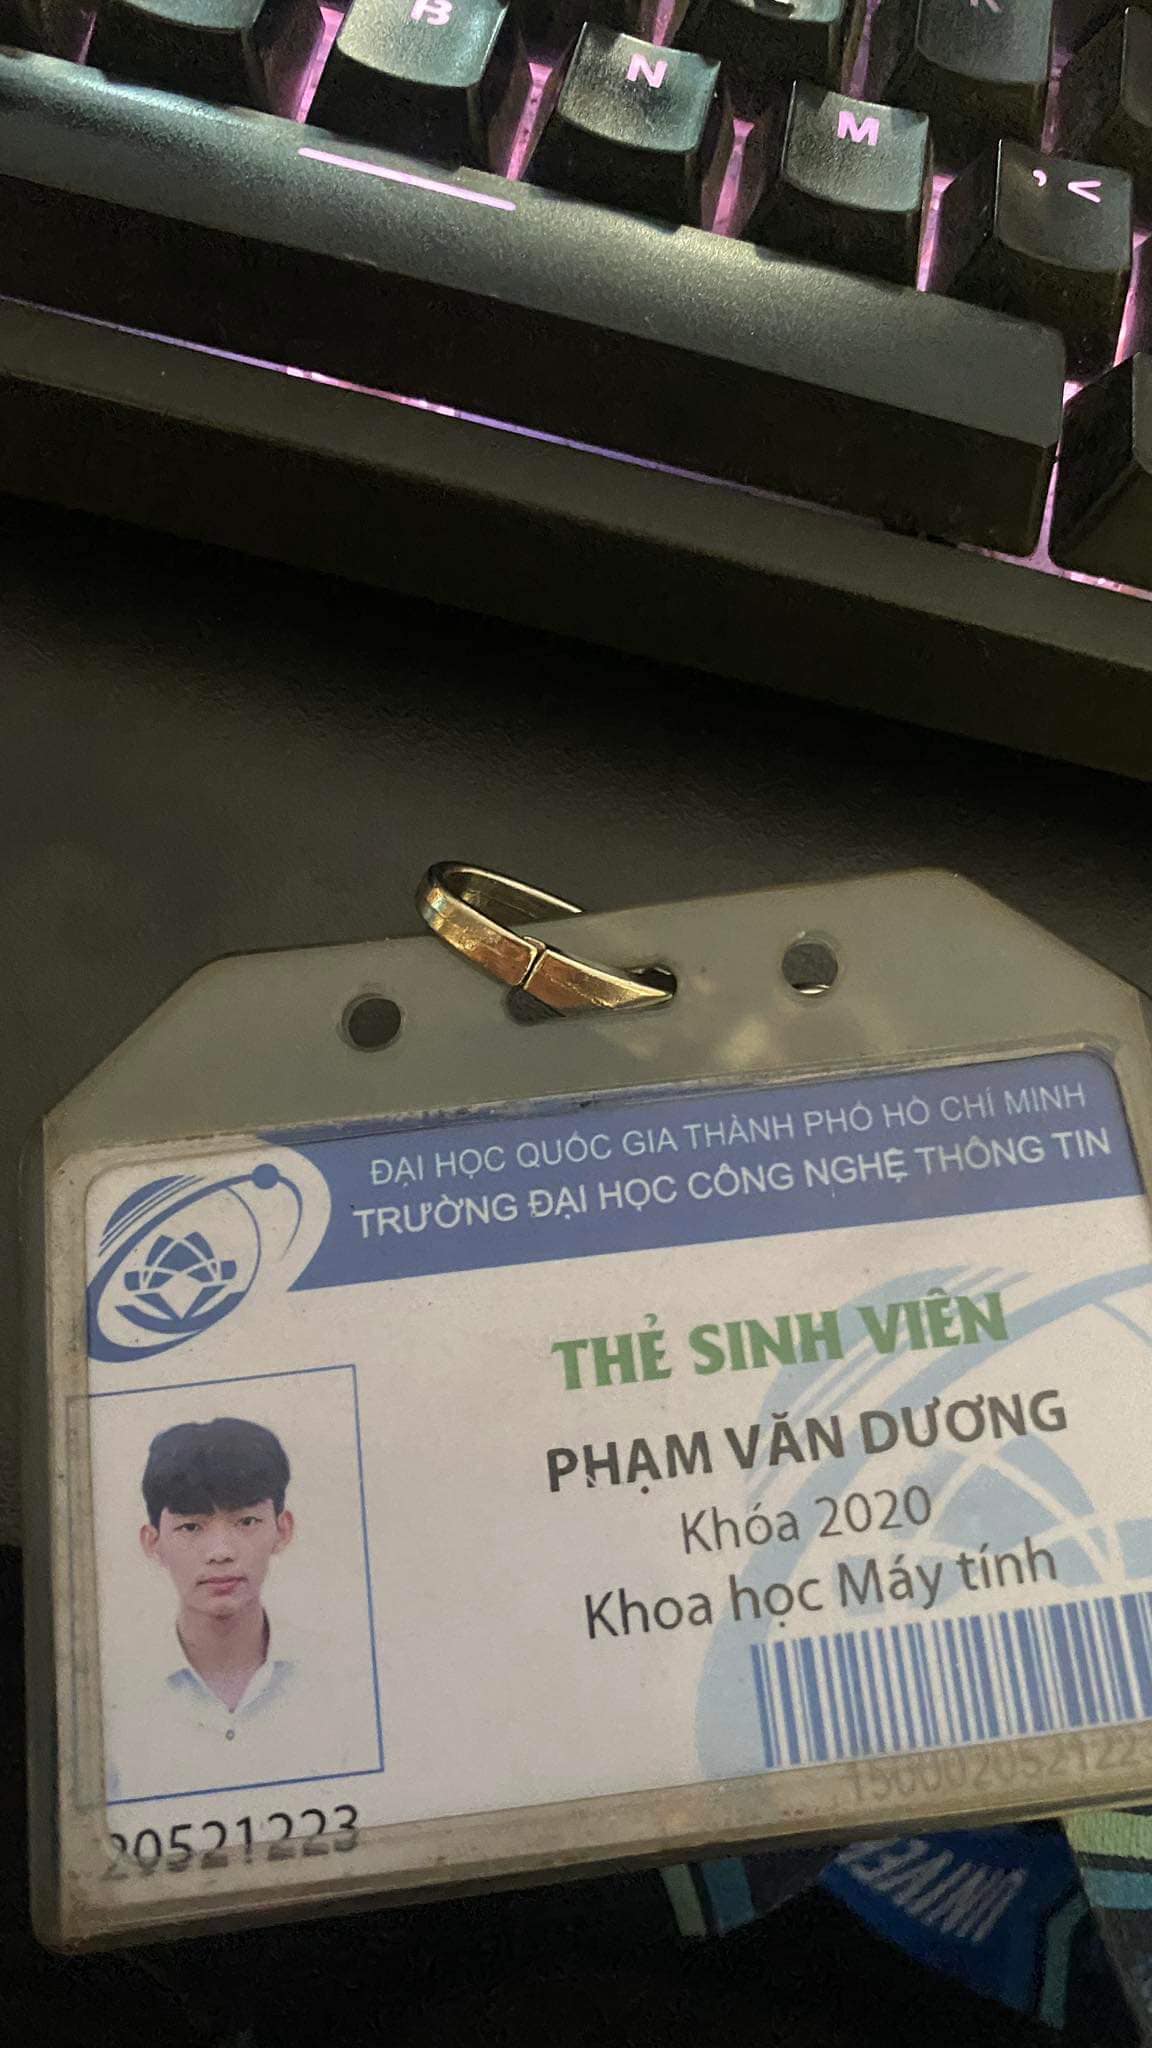 ĐẠI HỌC QUỐC GIA THÀNH PHỐ HỒ CHÍ MINH
TRƯỜNG ĐẠI HỌC CÔNG NGHỆ THÔNG TIN
THẺ SINH VIÊN
PHẠM VĂN DƯƠNG
Khóa 2020
Khoa học Máy tính
20521223
<
,
M
N
B